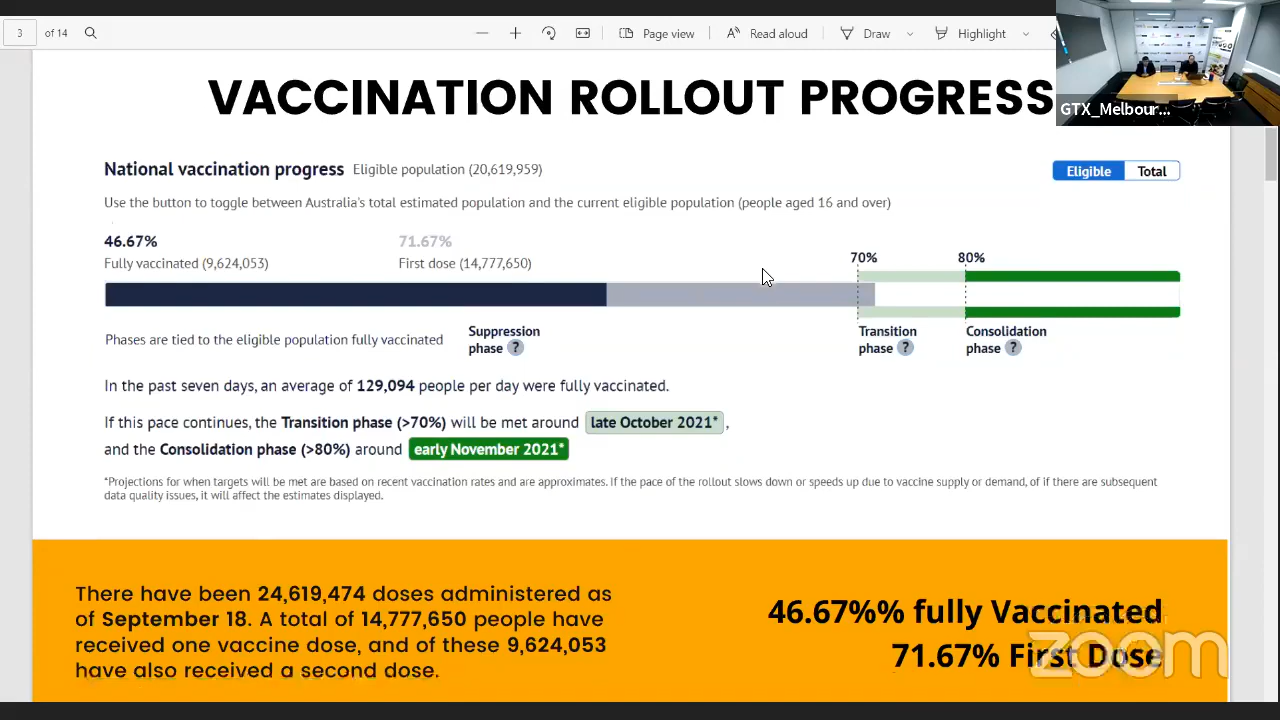 3 of 14 Page view Read aloud Draw Highlight
GTX_Melbour...
VACCINATION ROLLOUT PROGRESS
National vaccination progress Eligible population (20,619,959)
Eligible Total
Use the button to toggle between Australia's total estimated population and the current eligible population (people aged 16 and over)
46.67% 71.67%
Fully vaccinated (9,624,053) First dose (14,777,650)
70% 80%
Phases are tied to the eligible population fully vaccinated
Suppression
phase ?
Transition
phase ?
Consolidation
phase ?
In the past seven days, an average of 129,094 people per day were fully vaccinated.
If this pace continues, the Transition phase (>70%) will be met around late October 2021* ,
and the Consolidation phase (>80%) around early November 2021*
*Projections for when targets will be met are based on recent vaccination rates and are approximates. If the pace of the rollout slows down or speeds up due to vaccine supply or demand, of if there are subsequent
data quality issues, it will affect the estimates displayed.
There have been 24,619,474 doses administered as
of September 18. A total of 14,777,650 people have
received one vaccine dose, and of these 9,624,053
have also received a second dose.
46.67%% fully Vaccinated
71.67% First Dose
zoom